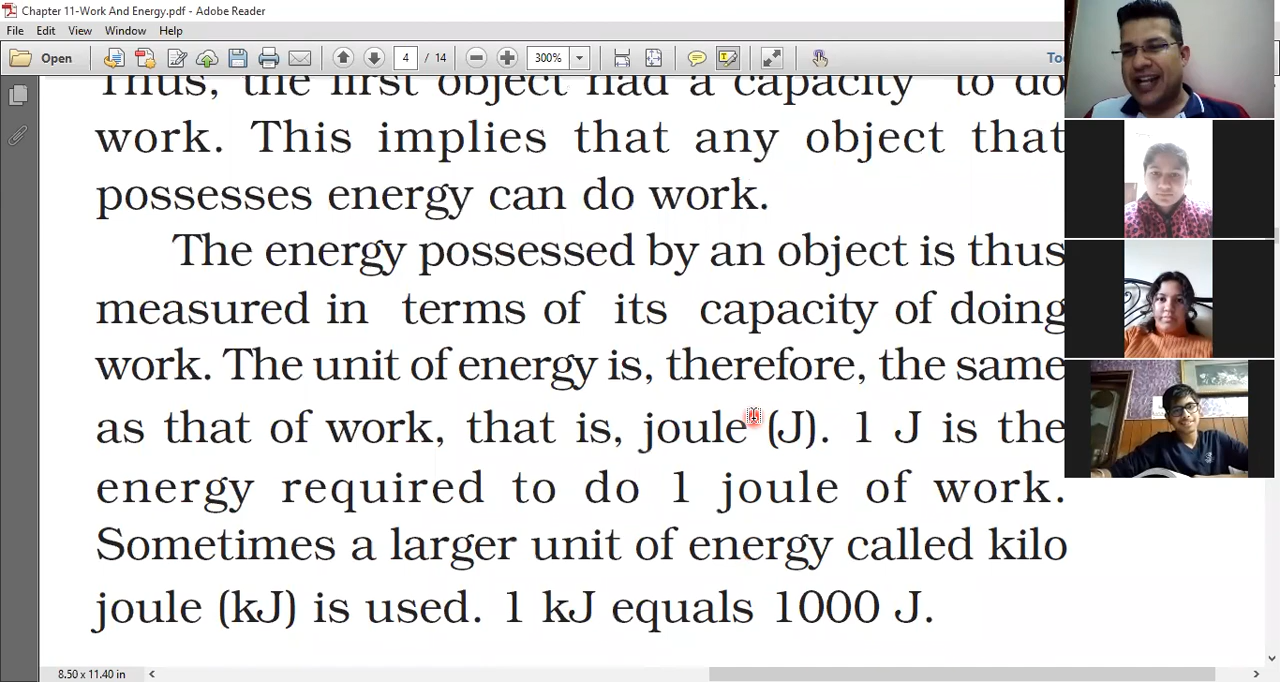 Chapter 11-Work And Energy.pdf - Adobe Reader
File Edit View Window Help
Open 4 / 14 300%
Thus, the first object had a capacity to do
work. This implies that any object that
possesses energy can do work.
The energy possessed by an object is thus
measured in terms of its capacity of doing
work. The unit of energy is, therefore, the same
as that of work, that is, joule (J). 1 J is the
energy required to do 1 joule of work.
Sometimes a larger unit of energy called kilo
joule (kJ) is used. 1 kJ equals 1000 J.
8.50 x 11.40 in